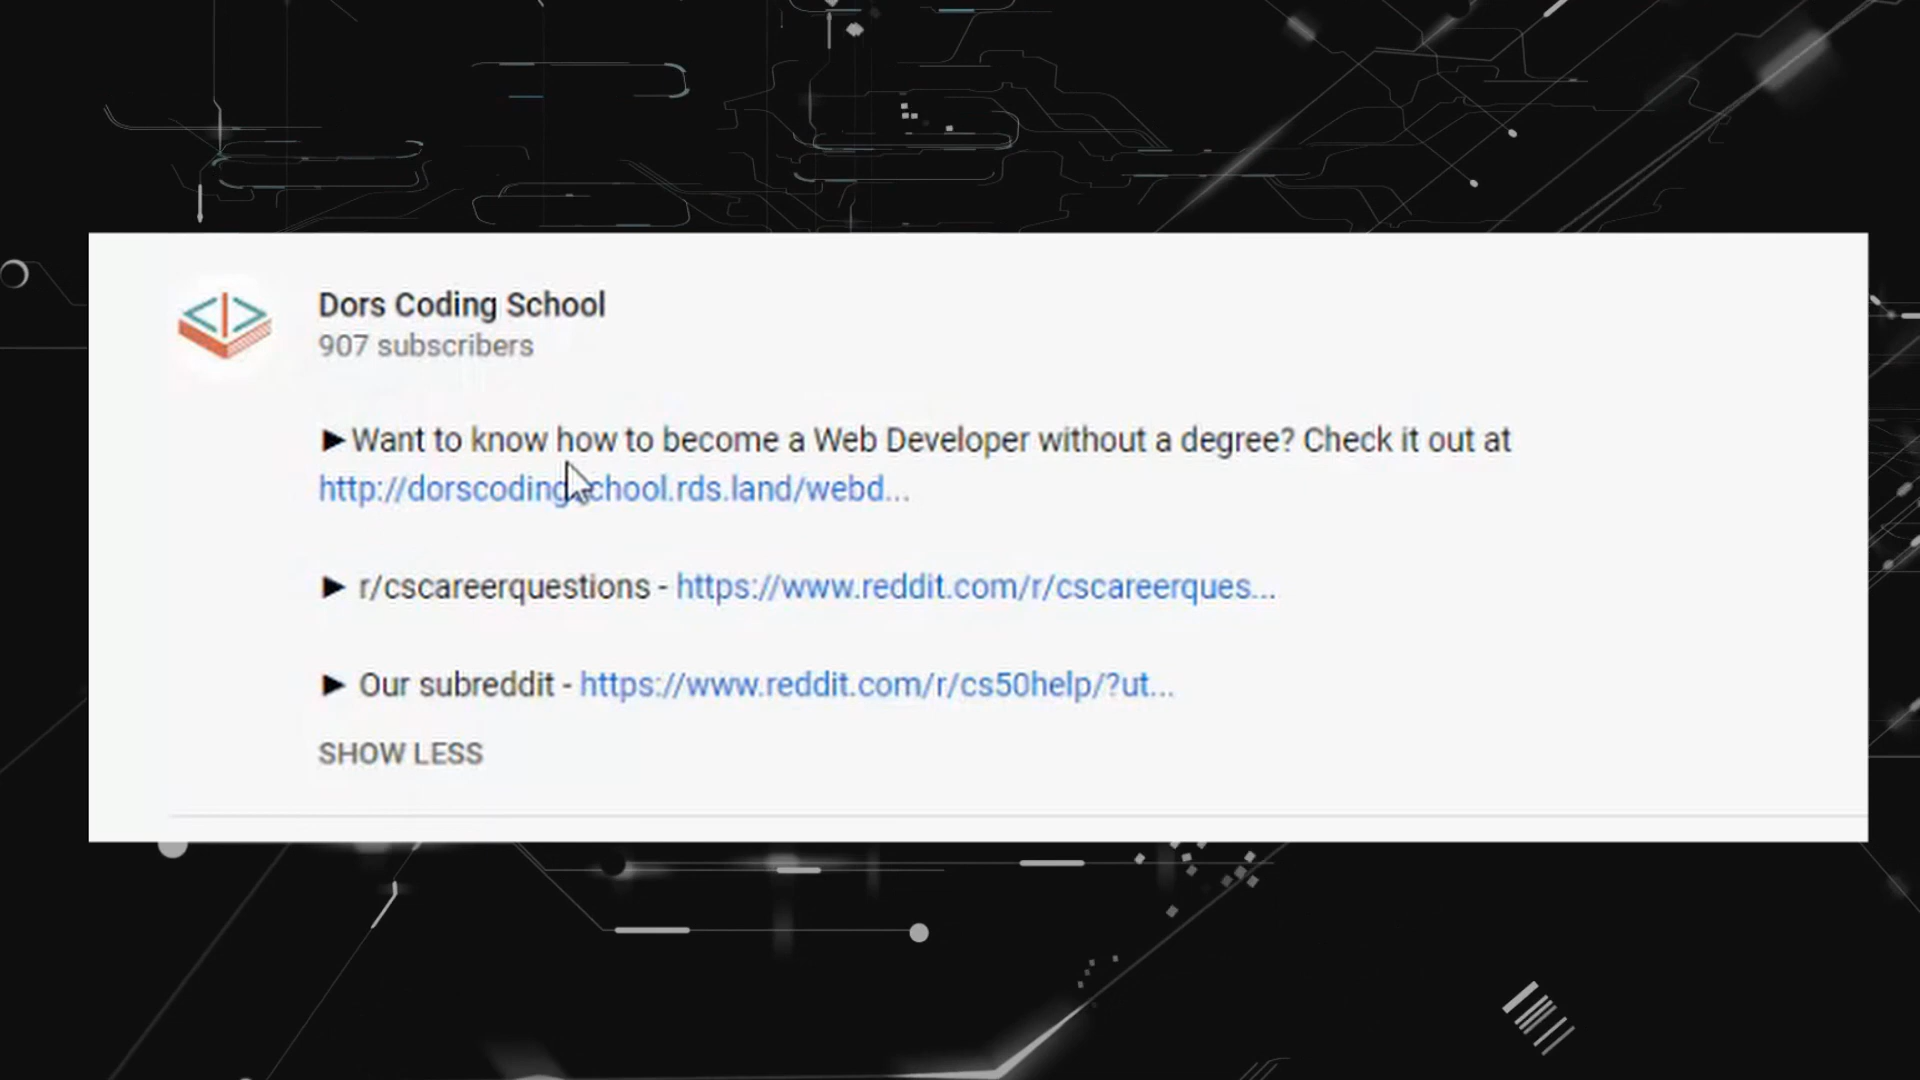 Dors Coding School
907 subscribers
►Want to know how to become a Web Developer without a degree? Check it out at
http://dorscodingschool.rds.land/webd...
► r/cscareerquestions - https://www.reddit.com/r/cscareerques...
► Our subreddit - https://www.reddit.com/r/cs50help/?ut...
SHOW LESS